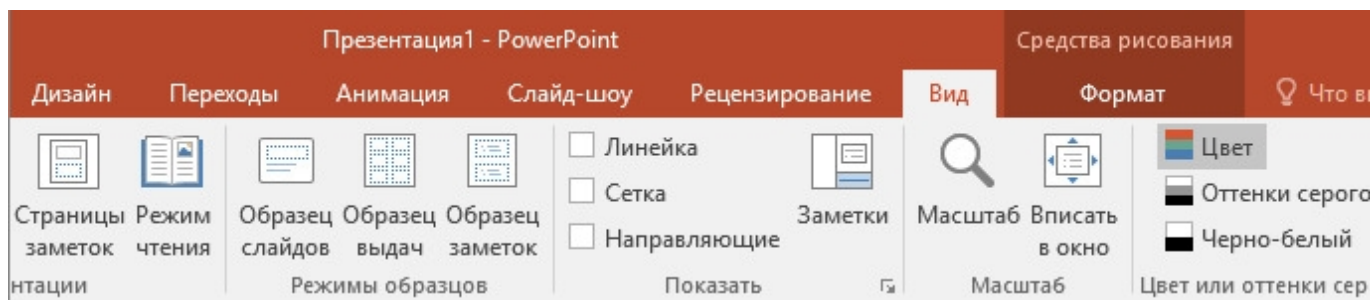 Презентация1 - PowerPoint
Средства рисования
Дизайн Переходы Анимация Слайд-шоу Рецензирование Вид Формат Что
Страницы заметок
Режим чтения
Образец слайдов
Образец выдач
Образец заметок
Линейка
Сетка
Направляющие
Заметки
Масштаб
Вписать в окно
Цвет
Оттенки серого
Черно-белый
нтации
Режимы образцов
Показать
Масштаб
Цвет или оттенки сер